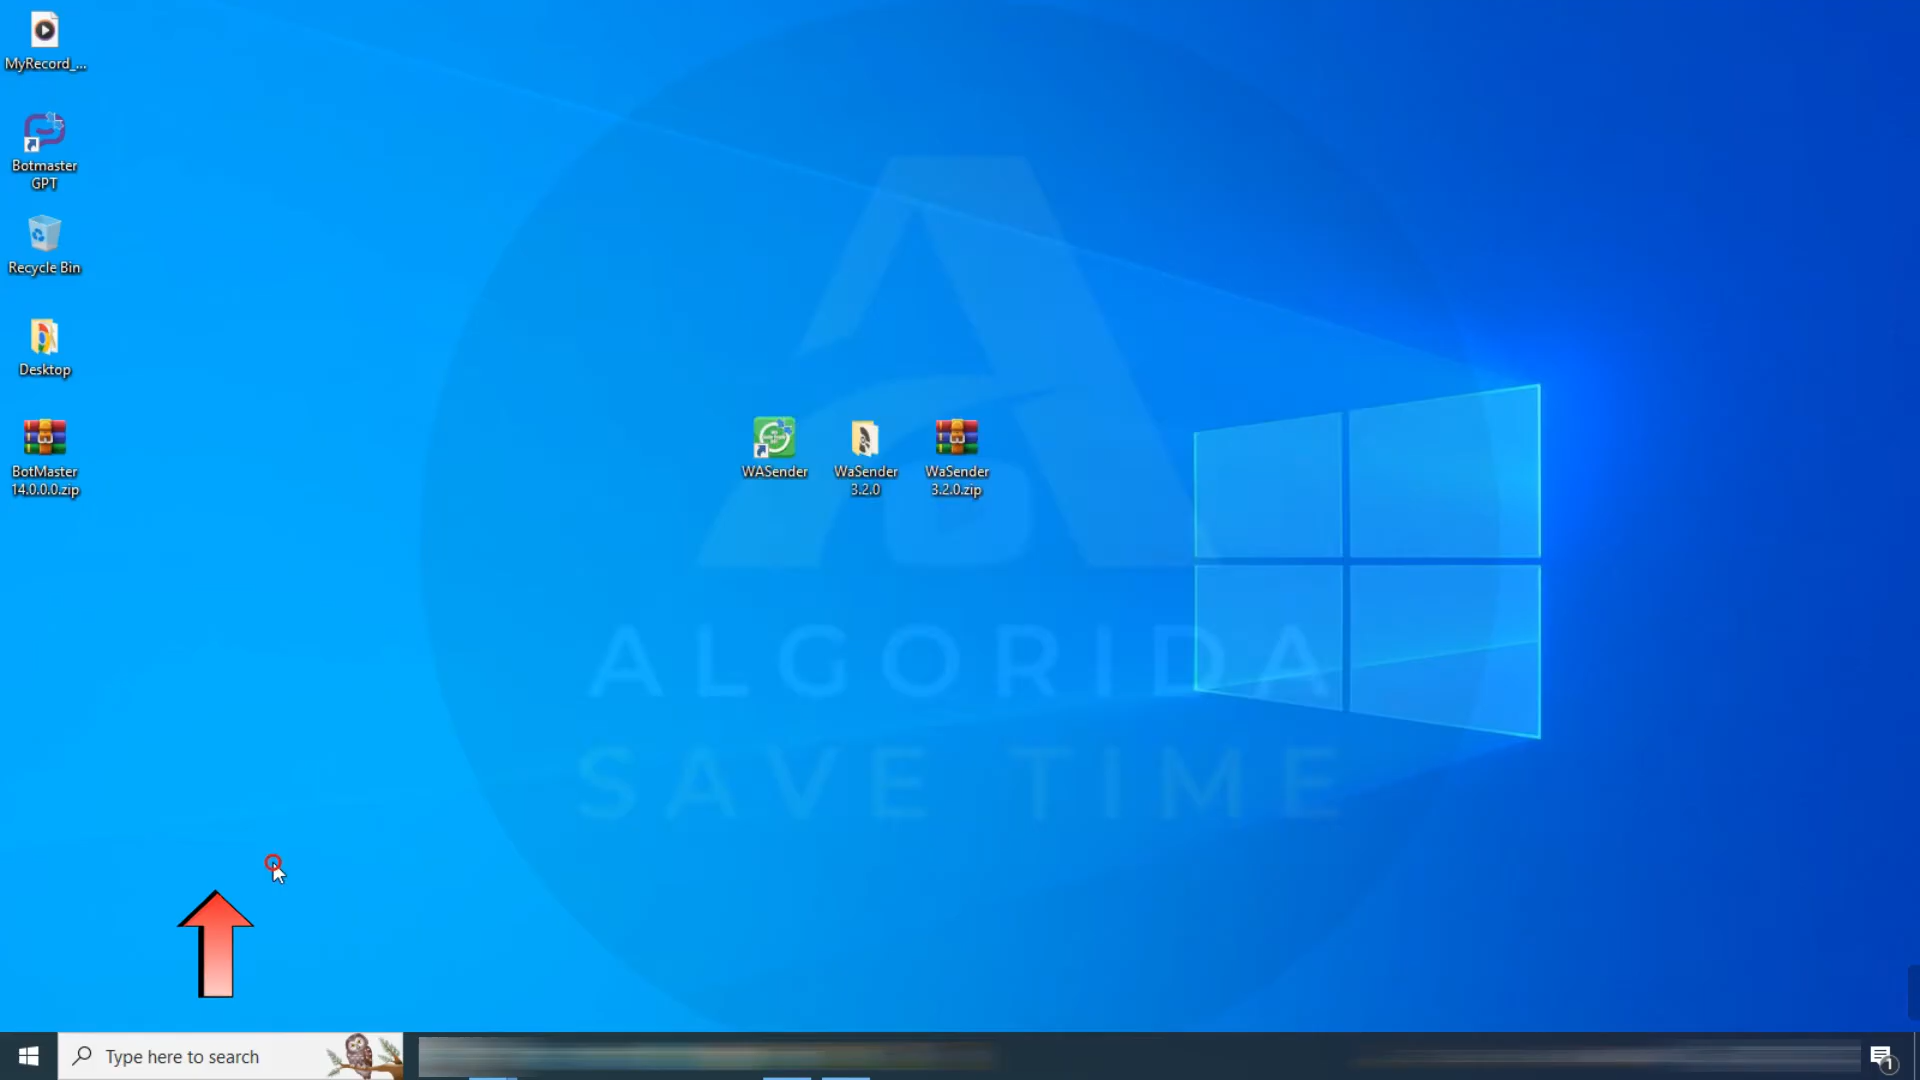 MyRecord_...
Botmaster
GPT
Recycle Bin
Desktop
BotMaster
14.0.0.0.zip
WASender
WaSender
3.2.0
WaSender
3.2.0.zip
ALGORIDA
SAVE TIME
Type here to search
1